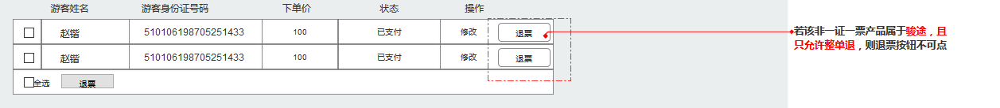 游客姓名 游客身份证号码 下单价 状态 操作
赵锴 510106198705251433 100 已支付 修改 退票
赵锴 510106198705251433 100 已支付 修改 退票
全选 退票
若该非一证一票产品属于骏途，且
只允许整单退，则退票按钮不可点